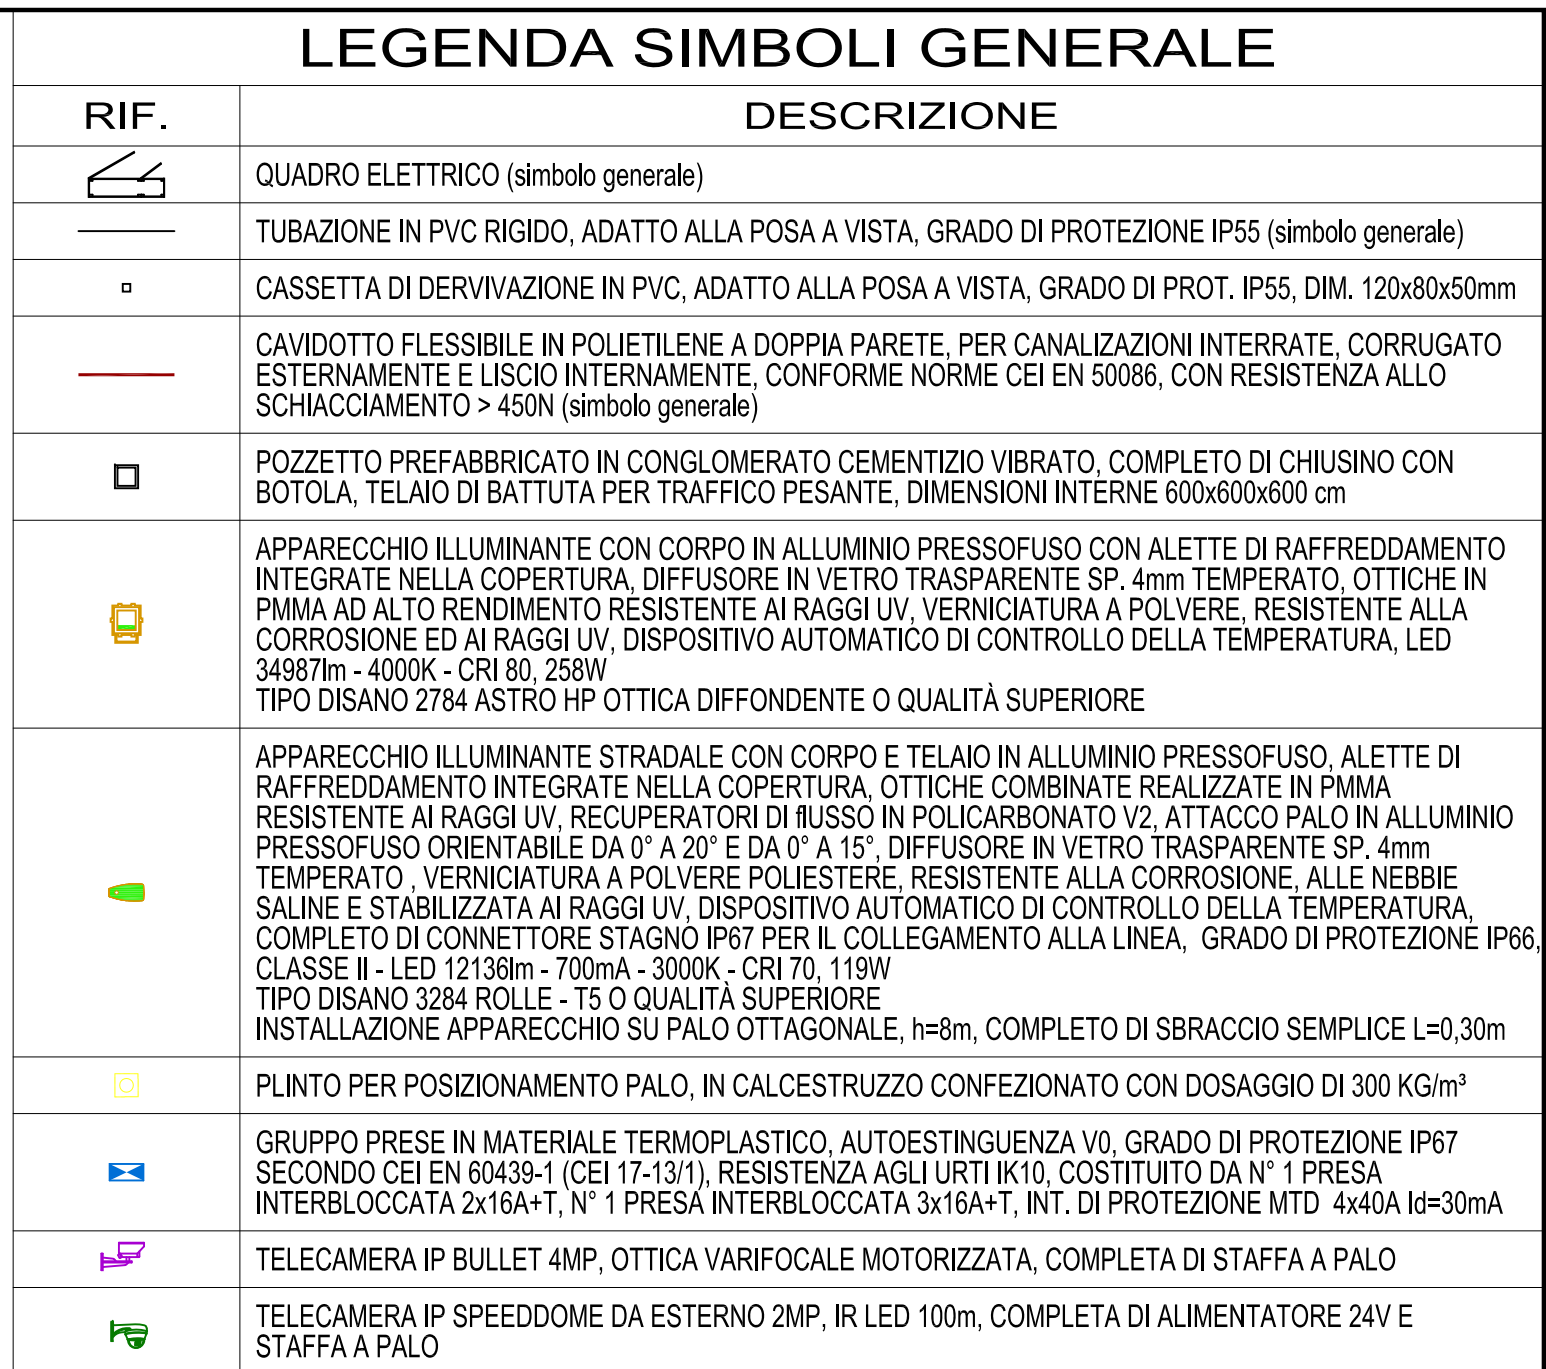 LEGENDA SIMBOLI GENERALE
RIF.
DESCRIZIONE
QUADRO ELETTRICO (simbolo generale)
TUBAZIONE IN PVC RIGIDO, ADATTO ALLA POSA A VISTA, GRADO DI PROTEZIONE IP55 (simbolo generale)
CASSETTA DI DERVIVAZIONE IN PVC, ADATTO ALLA POSA A VISTA, GRADO DI PROT. IP55, DIM. 120x80x50mm
CAVIDOTTO FLESSIBILE IN POLIETILENE A DOPPIA PARETE, PER CANALIZAZIONI INTERRATE, CORRUGATO
ESTERNAMENTE E LISCIO INTERNAMENTE, CONFORME NORME CEI EN 50086, CON RESISTENZA ALLO
SCHIACCIAMENTO > 450N (simbolo generale)
POZZETTO PREFABBRICATO IN CONGLOMERATO CEMENTIZIO VIBRATO, COMPLETO DI CHIUSINO CON
BOTOLA, TELAIO DI BATTUTA PER TRAFFICO PESANTE, DIMENSIONI INTERNE 600x600x600 cm
APPARECCHIO ILLUMINANTE CON CORPO IN ALLUMINIO PRESSOFUSO CON ALETTE DI RAFFREDDAMENTO
INTEGRATE NELLA COPERTURA, DIFFUSORE IN VETRO TRASPARENTE SP. 4mm TEMPERATO, OTTICHE IN
PMMA AD ALTO RENDIMENTO RESISTENTE AI RAGGI UV, VERNICIATURA A POLVERE, RESISTENTE ALLA
CORROSIONE ED AI RAGGI UV, DISPOSITIVO AUTOMATICO DI CONTROLLO DELLA TEMPERATURA, LED
34987lm - 4000K - CRI 80, 258W
TIPO DISANO 2784 ASTRO HP OTTICA DIFFONDENTE O QUALITÀ SUPERIORE
APPARECCHIO ILLUMINANTE STRADALE CON CORPO E TELAIO IN ALLUMINIO PRESSOFUSO, ALETTE DI
RAFFREDDAMENTO INTEGRATE NELLA COPERTURA, OTTICHE COMBINATE REALIZZATE IN PMMA
RESISTENTE AI RAGGI UV, RECUPERATORI DI flUSSO IN POLICARBONATO V2, ATTACCO PALO IN ALLUMINIO
PRESSOFUSO ORIENTABILE DA 0° A 20° E DA 0° A 15°, DIFFUSORE IN VETRO TRASPARENTE SP. 4mm
TEMPERATO , VERNICIATURA A POLVERE POLIESTERE, RESISTENTE ALLA CORROSIONE, ALLE NEBBIE
SALINE E STABILIZZATA AI RAGGI UV, DISPOSITIVO AUTOMATICO DI CONTROLLO DELLA TEMPERATURA,
COMPLETO DI CONNETTORE STAGNO IP67 PER IL COLLEGAMENTO ALLA LINEA, GRADO DI PROTEZIONE IP66,
CLASSE II - LED 12136lm - 700mA - 3000K - CRI 70, 119W
TIPO DISANO 3284 ROLLE - T5 O QUALITÀ SUPERIORE
INSTALLAZIONE APPARECCHIO SU PALO OTTAGONALE, h=8m, COMPLETO DI SBRACCIO SEMPLICE L=0,30m
PLINTO PER POSIZIONAMENTO PALO, IN CALCESTRUZZO CONFEZIONATO CON DOSAGGIO DI 300 KG/m³
GRUPPO PRESE IN MATERIALE TERMOPLASTICO, AUTOESTINGUENZA V0, GRADO DI PROTEZIONE IP67
SECONDO CEI EN 60439-1 (CEI 17-13/1), RESISTENZA AGLI URTI IK10, COSTITUITO DA N° 1 PRESA
INTERBLOCCATA 2x16A+T, N° 1 PRESA INTERBLOCCATA 3x16A+T, INT. DI PROTEZIONE MTD 4x40A Id=30mA
TELECAMERA IP BULLET 4MP, OTTICA VARIFOCALE MOTORIZZATA, COMPLETA DI STAFFA A PALO
TELECAMERA IP SPEEDDOME DA ESTERNO 2MP, IR LED 100m, COMPLETA DI ALIMENTATORE 24V E
STAFFA A PALO